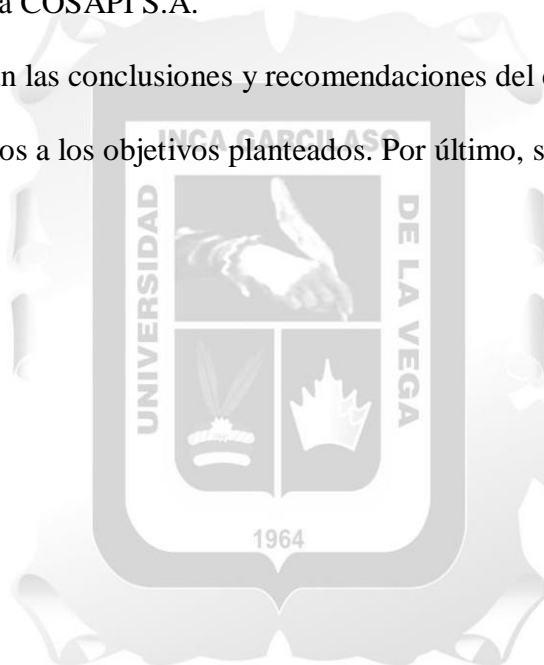 a COSAPI S.A.
n las conclusiones y recomendaciones del
os a los objetivos planteados. Por último, s
INCA GARCILASO
UNIVERSIDAD
DE LA VEGA
1964